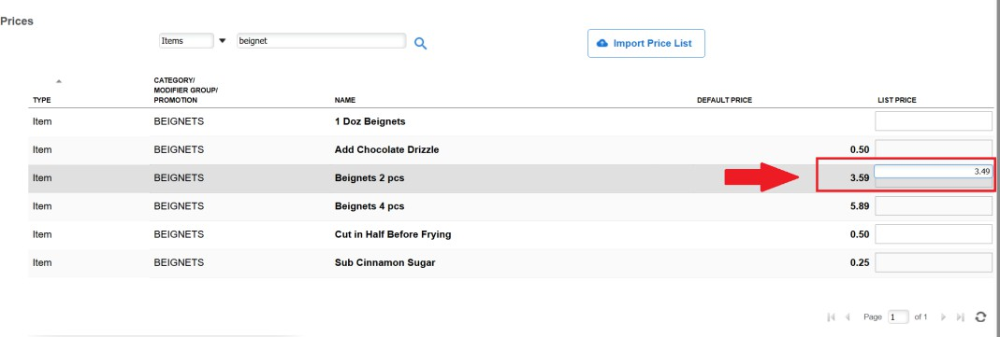 Prices
Items beignet Import Price List
CATEGORY/
MODIFIER GROUP/
TYPE PROMOTION NAME DEFAULT PRICE LIST PRICE
Item BEIGNETS 1 Doz Beignets
Item BEIGNETS Add Chocolate Drizzle 0.50
Item BEIGNETS Beignets 2 pcs 3.59 3.49
Item BEIGNETS Beignets 4 pcs 5.89
Item BEIGNETS Cut in Half Before Frying 0.50
Item BEIGNETS Sub Cinnamon Sugar 0.25
Page 1 of 1